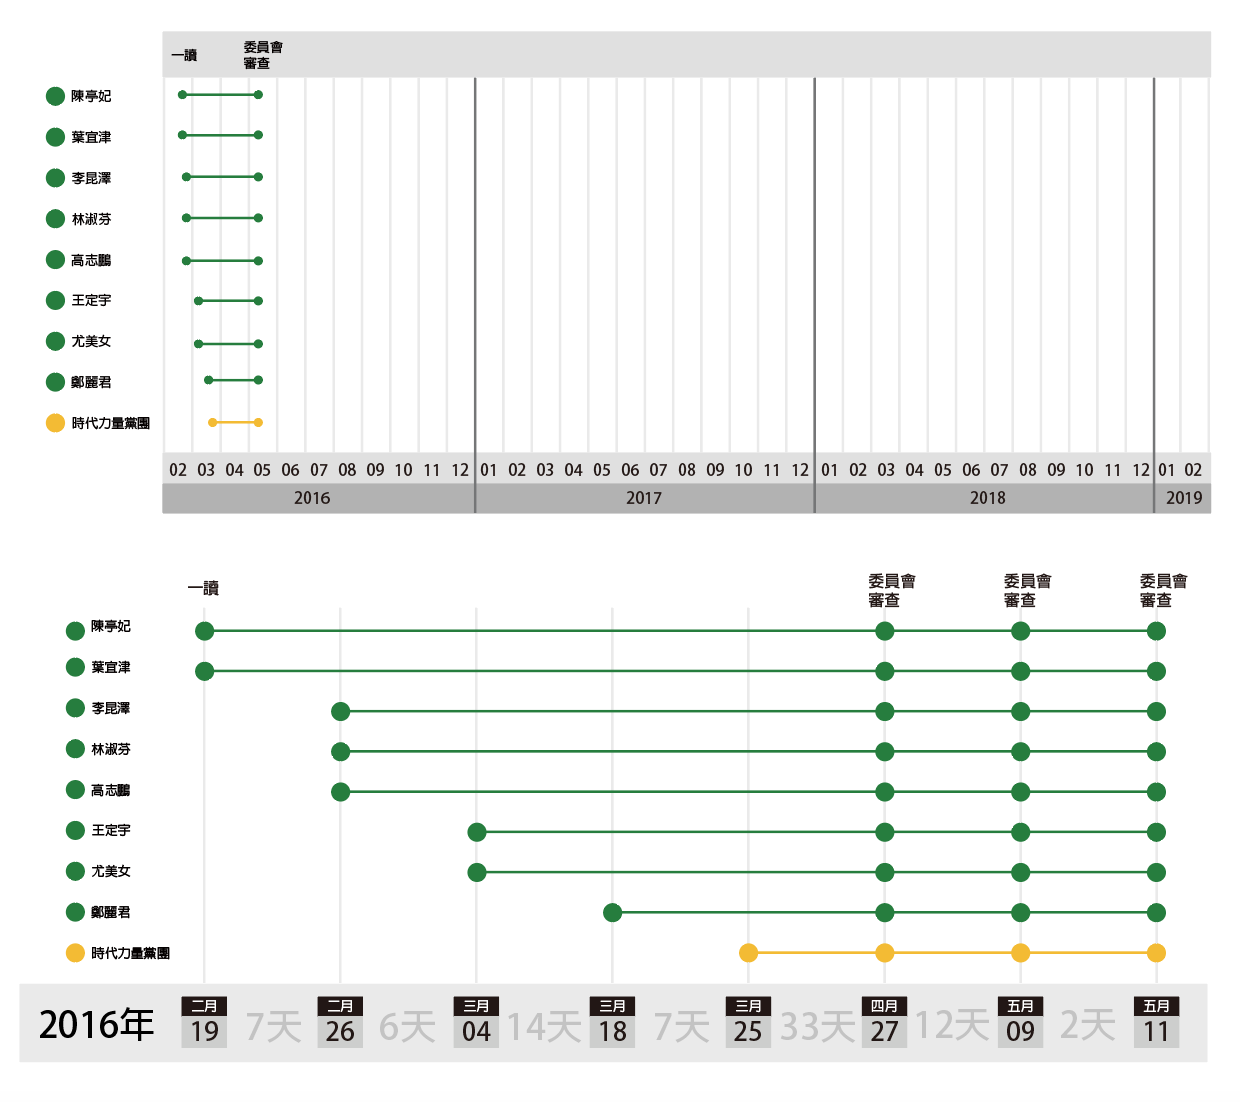 一讀
委員會
審查
陳亭妃
葉宜津
李昆澤
林淑芬
高志鵬
王定宇
尤美女
鄭麗君
時代力量黨團
02 03 04 05 06 07 08 09 10 11 12 01 02 03 04 05 06 07 08 09 10 11 12 01 02 03 04 05 06 07 08 09 10 11 12 01 02
2016 2017 2018 2019
一讀
委員會
審查
委員會
審查
委員會
審查
陳亭妃
葉宜津
李昆澤
林淑芬
高志鵬
王定宇
尤美女
鄭麗君
時代力量黨團
2016年
二月
19
7天
二月
26
6天
三月
04
14天
三月
18
7天
三月
25
33天
四月
27
12天
五月
09
2天
五月
11